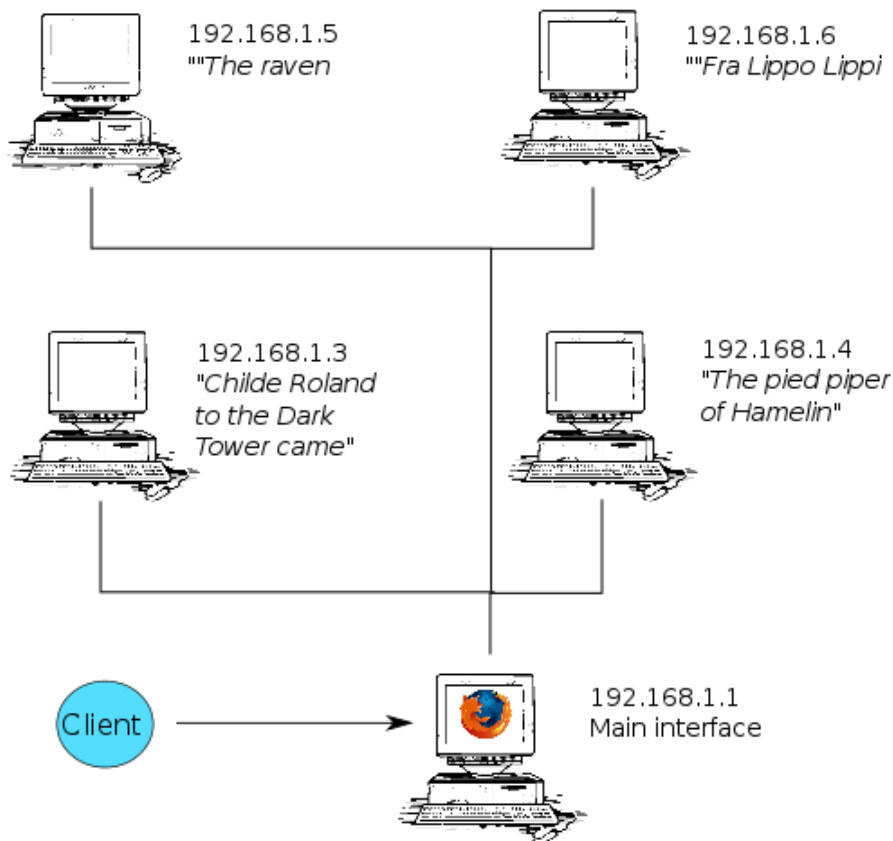 192.168.1.5
""The raven
192.168.1.6
""Fra Lippo Lippi
192.168.1.3
"Childe Roland
to the Dark
Tower came"
192.168.1.4
"The pied piper
of Hamelin"
Client
192.168.1.1
Main interface